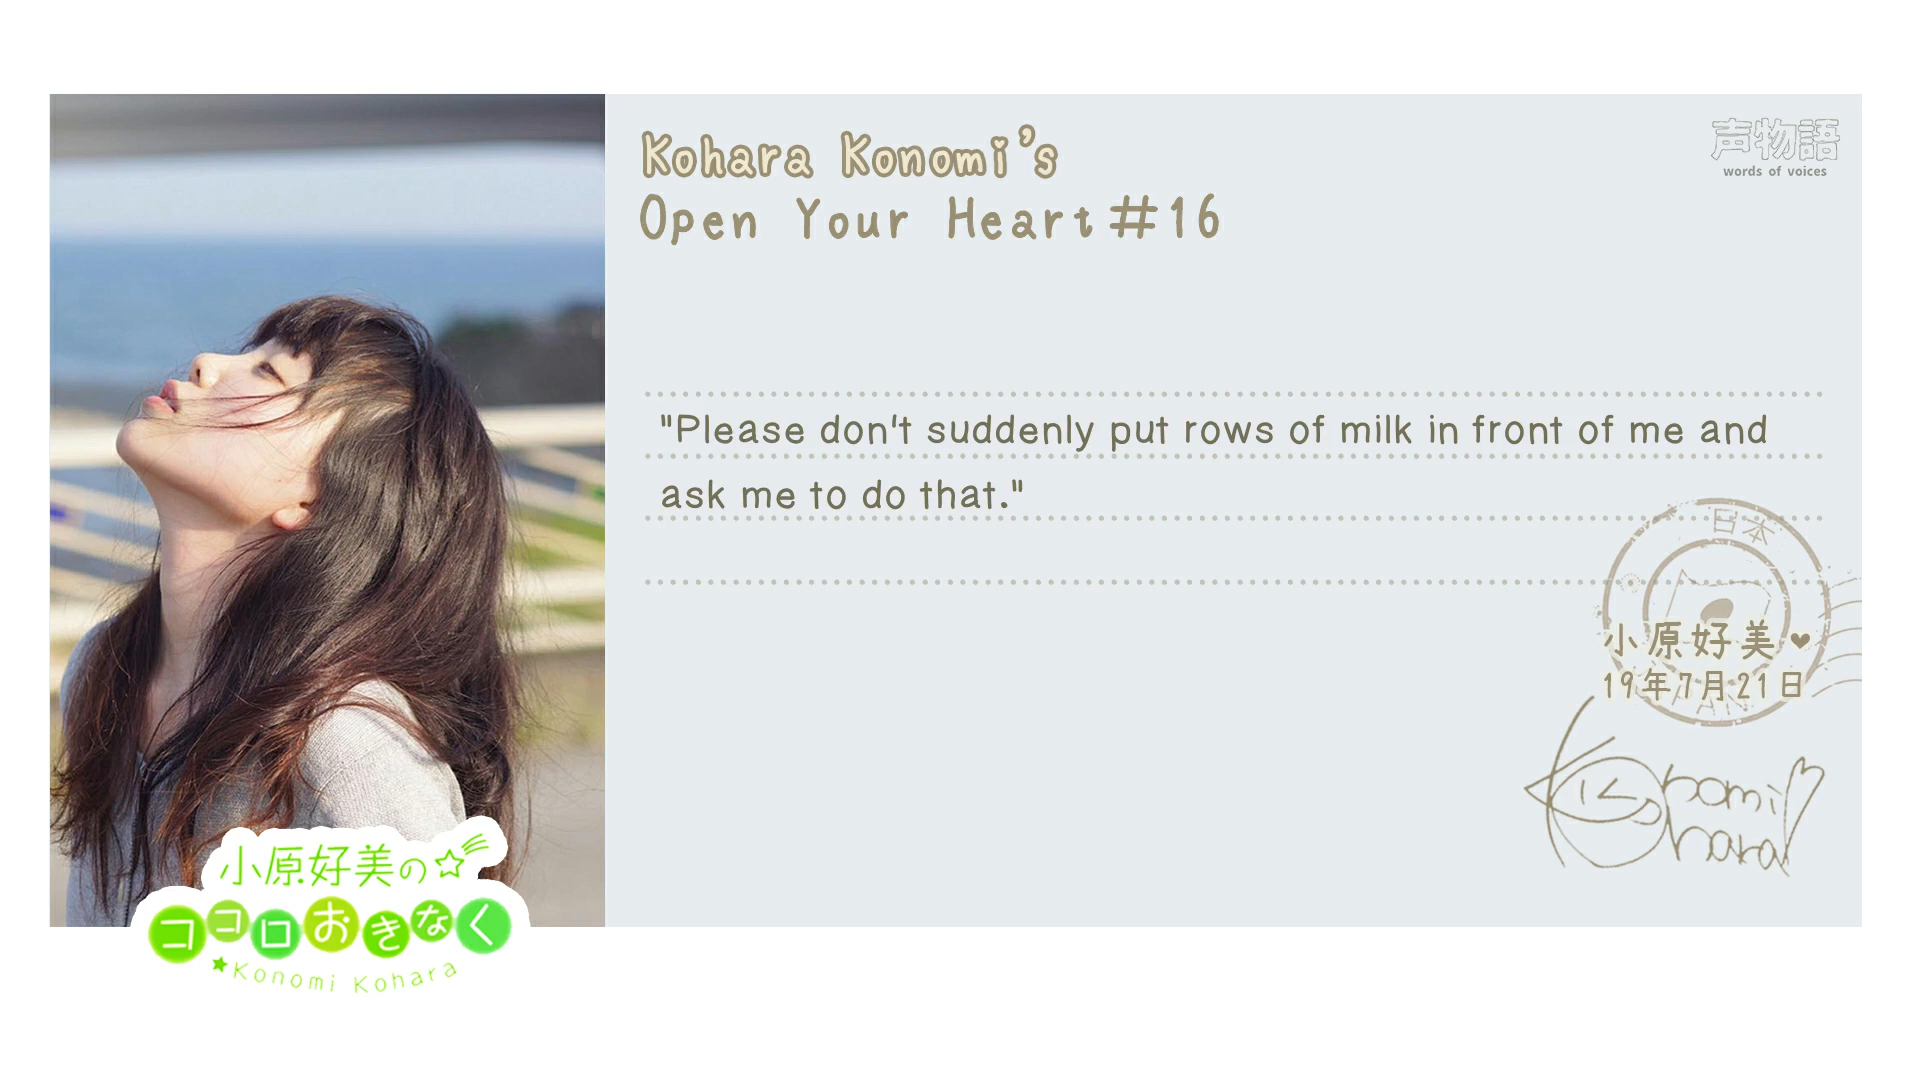 Kohara Konomi's
Open Your Heart#16
声物語
words of voices
"Please don't suddenly put rows of milk in front of me and
ask me to do that."
日本
小原好美❤
19年7月21日
Konomi
Kohara
小原好美の☆
ココロおきなく
★Konomi Kohara